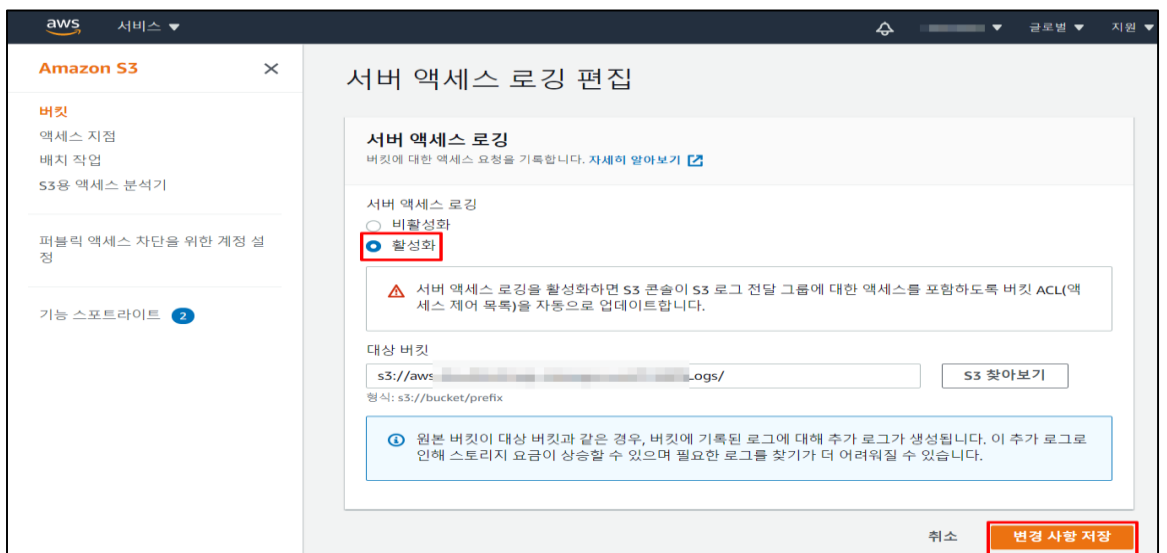 aws 서비스 글로벌 지원
Amazon S3
버킷
액세스 지점
배치 작업
S3용 액세스 분석기
퍼블릭 액세스 차단을 위한 계정 설
정
기능 스포트라이트 2
서버 액세스 로깅 편집
서버 액세스 로깅
버킷에 대한 액세스 요청을 기록합니다. 자세히 알아보기
서버 액세스 로깅
비활성화
활성화
서버 액세스 로깅을 활성화하면 S3 콘솔이 S3 로그 전달 그룹에 대한 액세스를 포함하도록 버킷 ACL(액
세스 제어 목록)을 자동으로 업데이트합니다.
대상 버킷
s3://aws ogs/ S3 찾아보기
형식: s3://bucket/prefix
원본 버킷이 대상 버킷과 같은 경우, 버킷에 기록된 로그에 대해 추가 로그가 생성됩니다. 이 추가 로그로
인해 스토리지 요금이 상승할 수 있으며 필요한 로그를 찾기가 더 어려워질 수 있습니다.
취소 변경 사항 저장